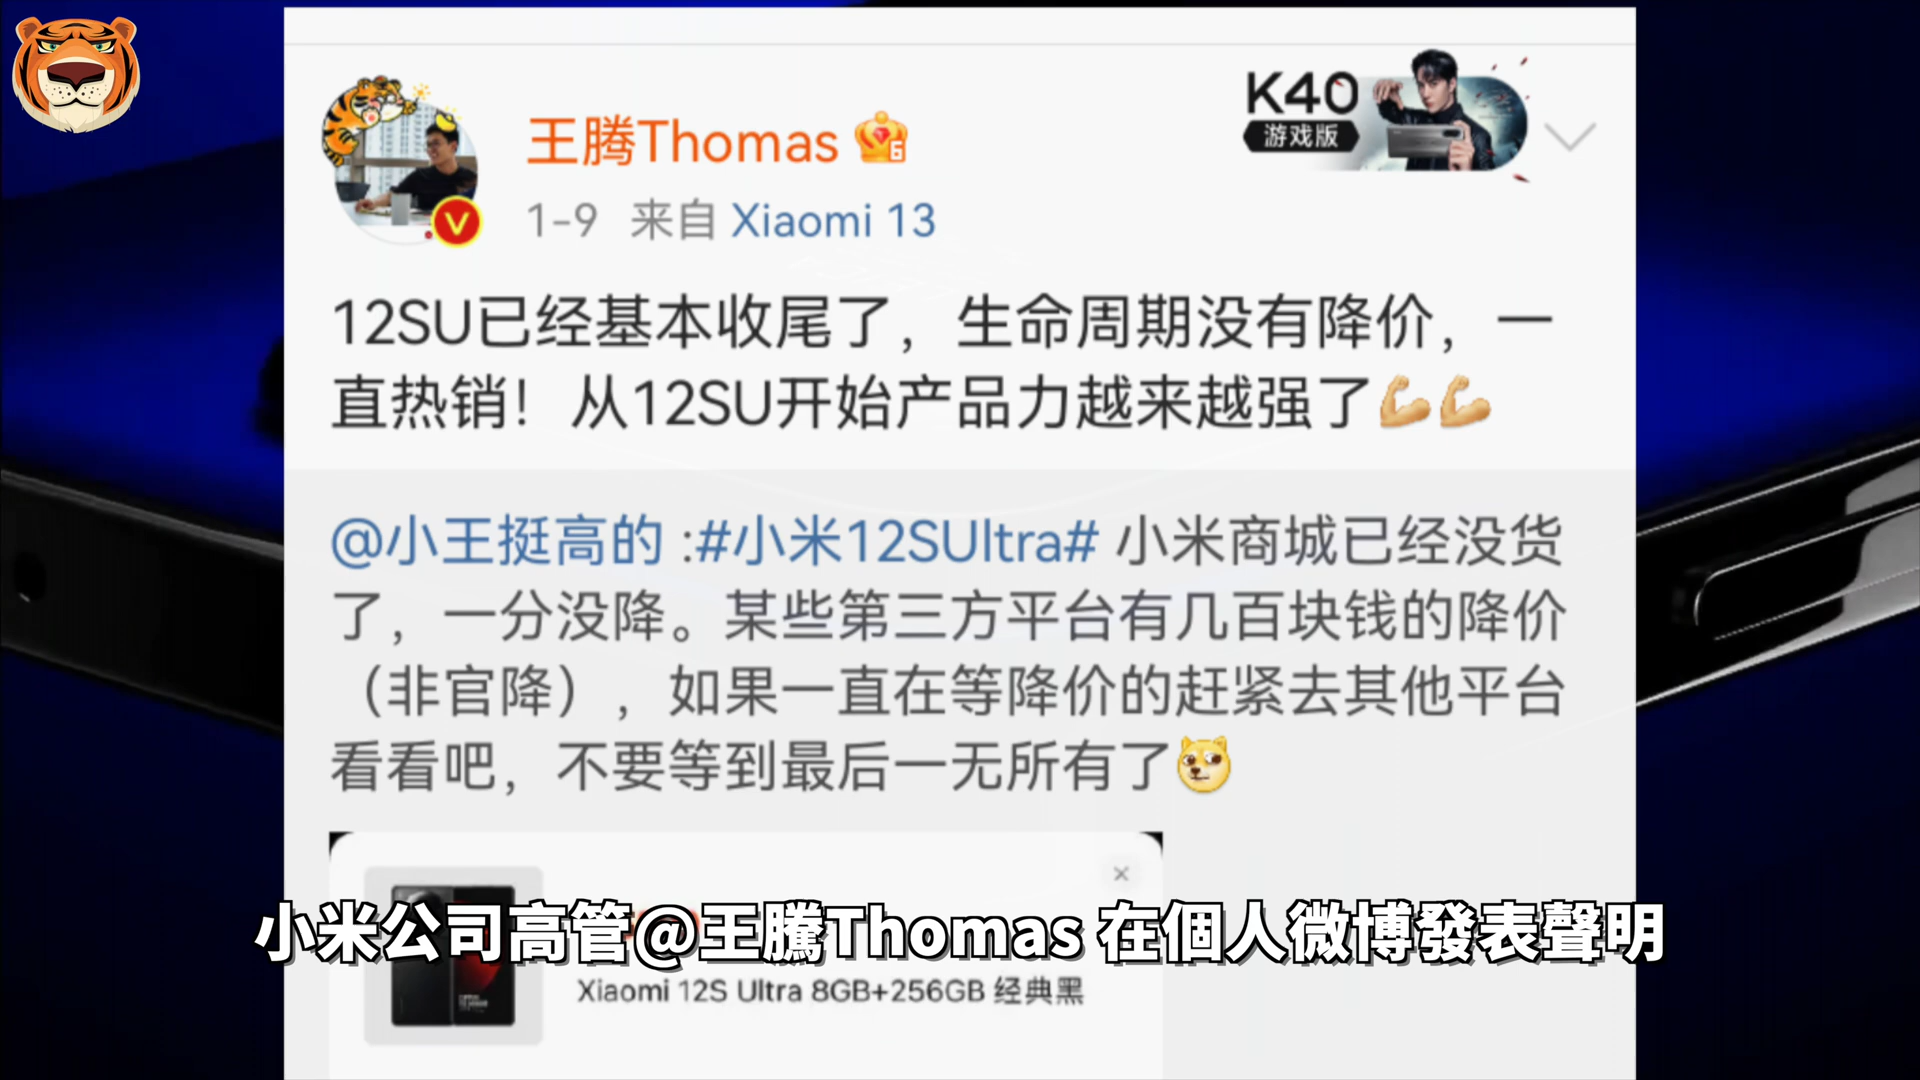 K40
游戏版
王腾Thomas
6
V
1-9 来自 Xiaomi 13
12SU已经基本收尾了，生命周期没有降价，一
直热销！从12SU开始产品力越来越强了
@小王挺高的 :#小米12SUltra# 小米商城已经没货
了，一分没降。某些第三方平台有几百块钱的降价
（非官降），如果一直在等降价的赶紧去其他平台
看看吧，不要等到最后一无所有了
小米公司高管@王騰Thomas 在個人微博發表聲明
Xiaomi 12S Ultra 8GB+256GB 经典黑